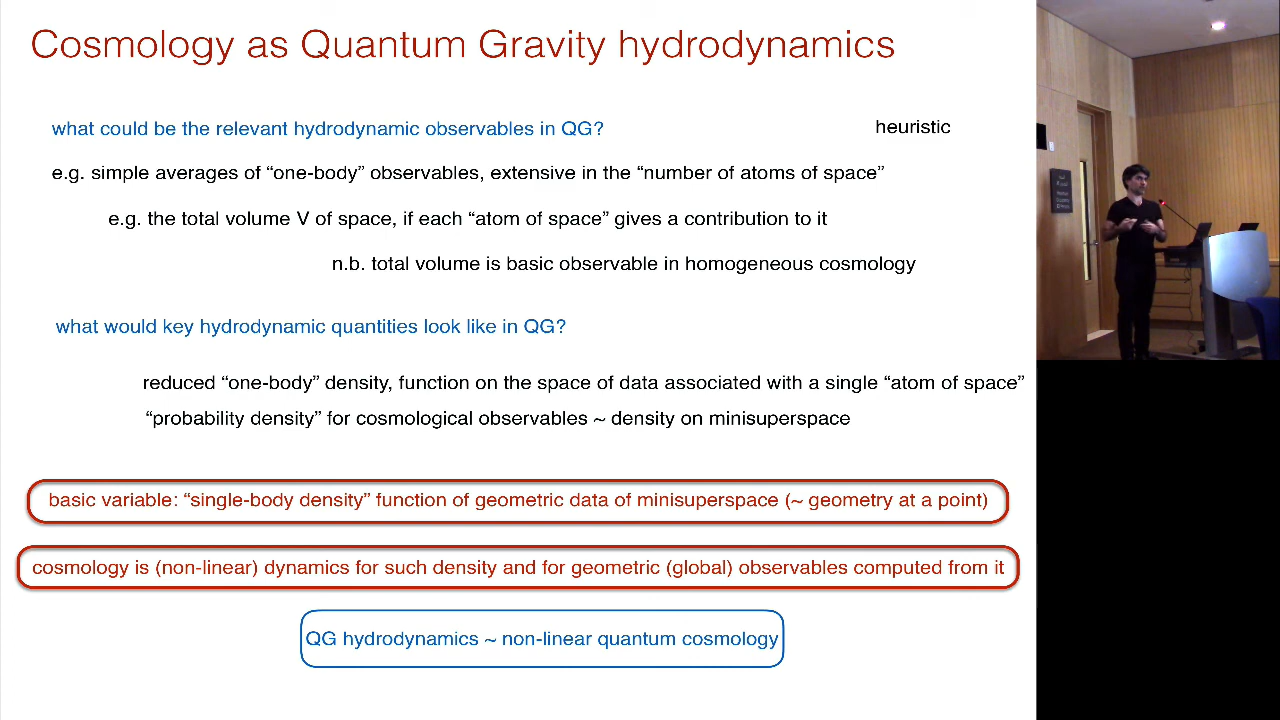 Cosmology as Quantum Gravity hydrodynamics
what could be the relevant hydrodynamic observables in QG?
heuristic
e.g. simple averages of “one-body” observables, extensive in the “number of atoms of space”
e.g. the total volume V of space, if each “atom of space” gives a contribution to it
n.b. total volume is basic observable in homogeneous cosmology
what would key hydrodynamic quantities look like in QG?
reduced “one-body” density, function on the space of data associated with a single “atom of space”
“probability density” for cosmological observables ~ density on minisuperspace
basic variable: “single-body density” function of geometric data of minisuperspace (~ geometry at a point)
cosmology is (non-linear) dynamics for such density and for geometric (global) observables computed from it
QG hydrodynamics ~ non-linear quantum cosmology